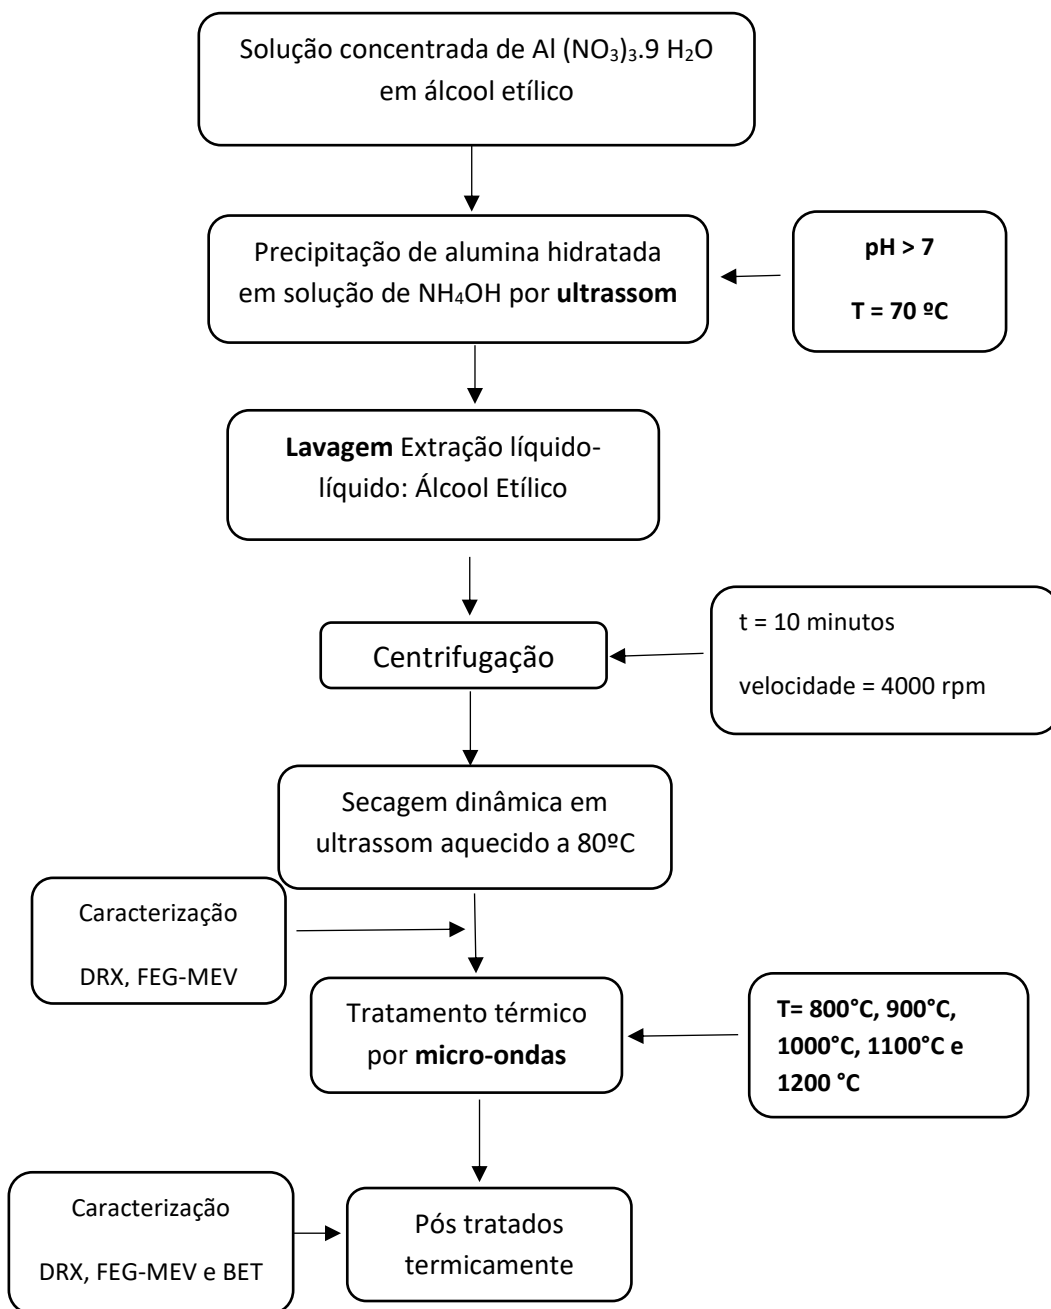 Solução concentrada de Al (NO₃)₃.9 H₂O
em álcool etílico
Precipitação de alumina hidratada
em solução de NH₄OH por ultrassom
pH > 7
T = 70 ºC
Lavagem Extração líquido-
líquido: Álcool Etílico
Centrifugação
t = 10 minutos
velocidade = 4000 rpm
Secagem dinâmica em
ultrassom aquecido a 80ºC
Caracterização
DRX, FEG-MEV
Tratamento térmico
por micro-ondas
T= 800°C, 900°C,
1000°C, 1100°C e
1200 °C
Caracterização
DRX, FEG-MEV e BET
Pós tratados
termicamente